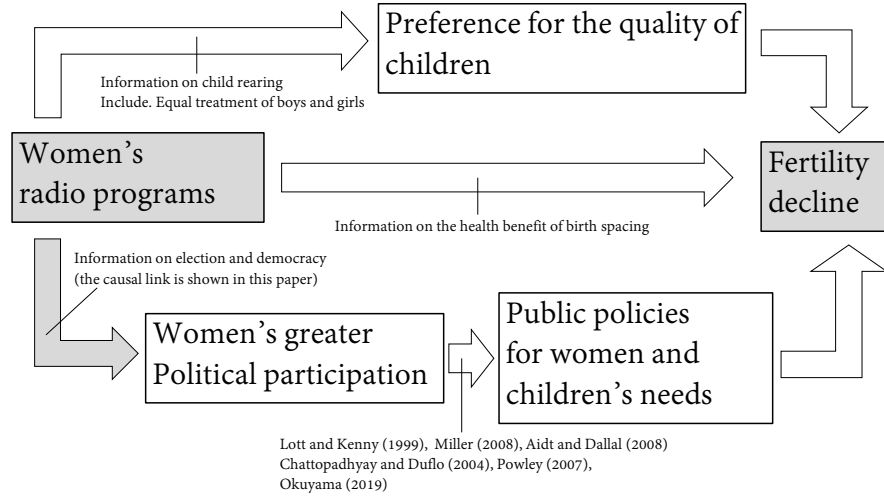 Preference for the quality of
children
Information on child rearing
Include. Equal treatment of boys and girls
Women's
radio programs
Fertility
decline
Information on the health benefit of birth spacing
Information on election and democracy
(the causal link is shown in this paper)
Women's greater
Political participation
Public policies
for women and
children's needs
Lott and Kenny (1999), Miller (2008), Aidt and Dallal (2008)
Chattopadhyay and Duflo (2004), Powley (2007),
Okuyama (2019)